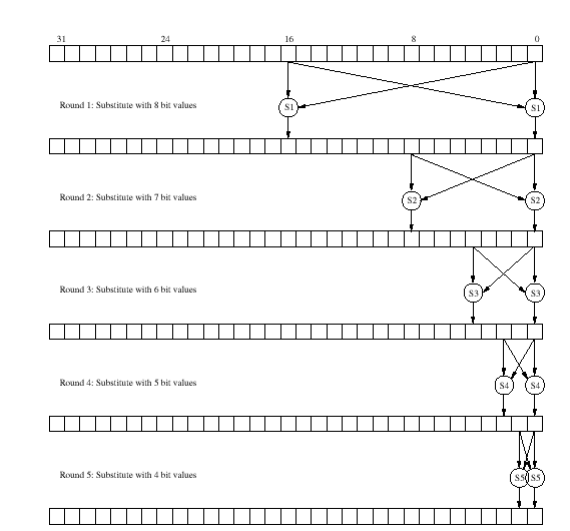 31 24 16 8 0
S1 S1
Round 1: Substitute with 8 bit values
S2 S2
Round 2: Substitute with 7 bit values
S3 S3
Round 3: Substitute with 6 bit values
S4 S4
Round 4: Substitute with 5 bit values
S5 S5
Round 5: Substitute with 4 bit values